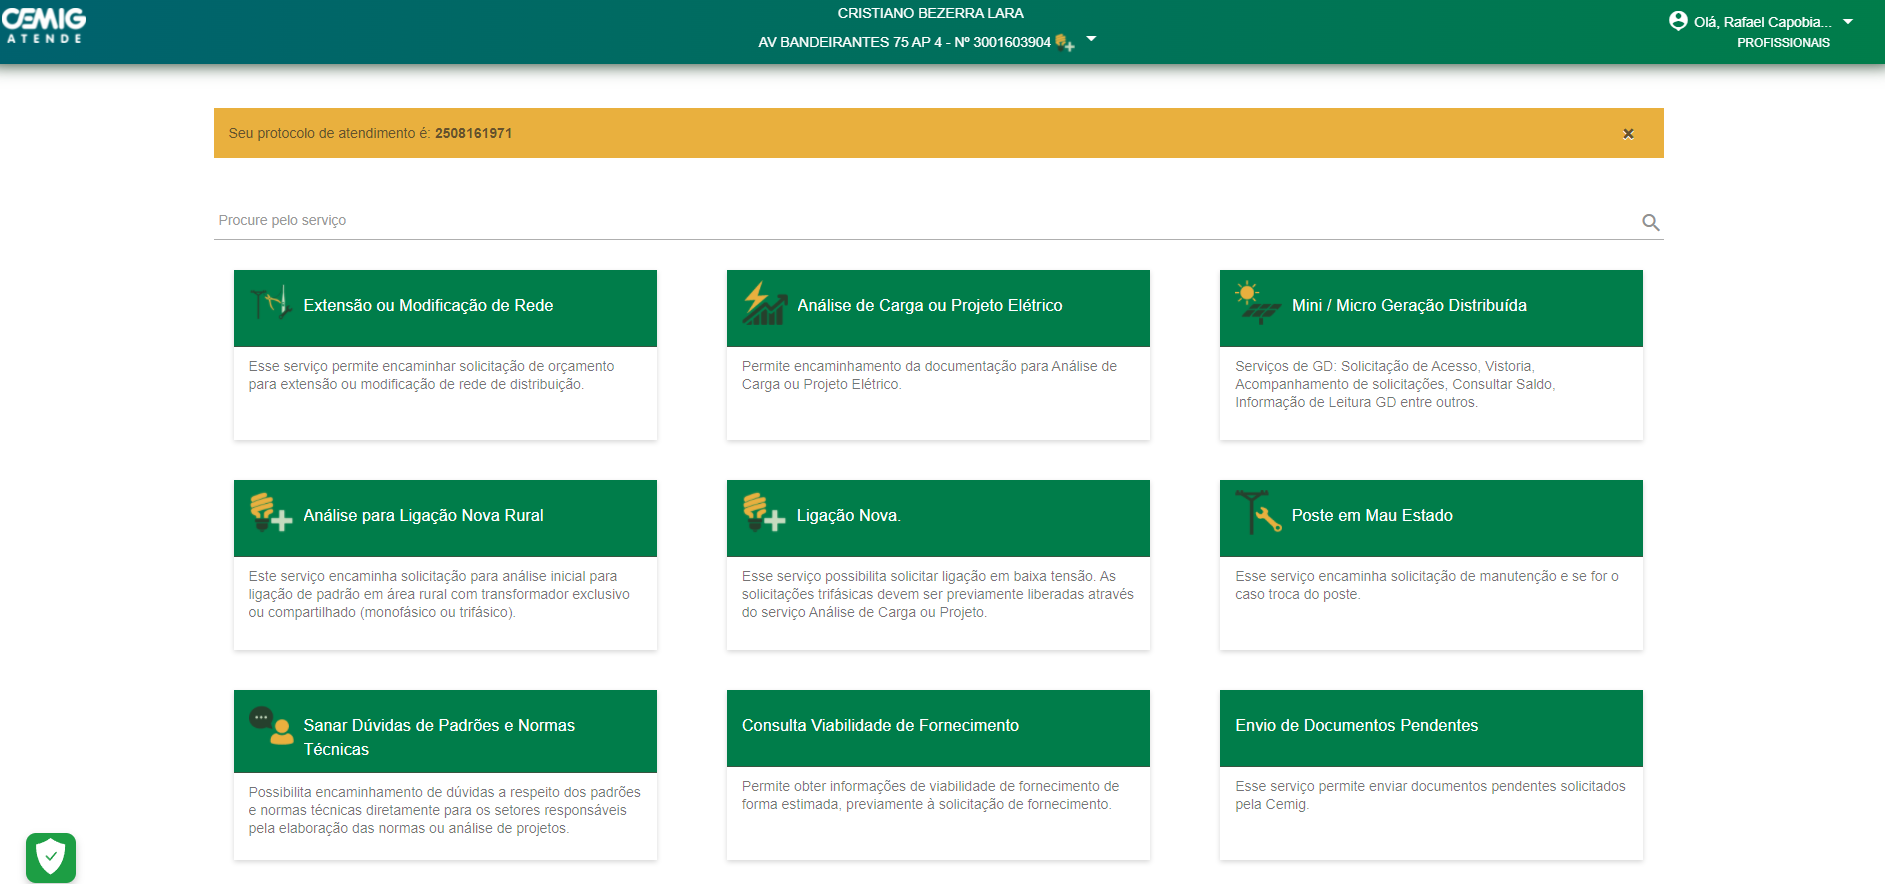 CEMIG
ATENDE
CRISTIANO BEZERRA LARA
AV BANDEIRANTES 75 AP 4 - Nº 3001603904
Olá, Rafael Capobia...
PROFISSIONAIS
Seu protocolo de atendimento é: 2508161971
×
Procure pelo serviço
Extensão ou Modificação de Rede
Esse serviço permite encaminhar solicitação de orçamento
para extensão ou modificação de rede de distribuição.
Análise de Carga ou Projeto Elétrico
Permite encaminhamento da documentação para Análise de
Carga ou Projeto Elétrico.
Mini / Micro Geração Distribuída
Serviços de GD: Solicitação de Acesso, Vistoria,
Acompanhamento de solicitações, Consultar Saldo,
Informação de Leitura GD entre outros.
Análise para Ligação Nova Rural
Este serviço encaminha solicitação para análise inicial para
ligação de padrão em área rural com transformador exclusivo
ou compartilhado (monofásico ou trifásico).
Ligação Nova.
Esse serviço possibilita solicitar ligação em baixa tensão. As
solicitações trifásicas devem ser previamente liberadas através
do serviço Análise de Carga ou Projeto.
Poste em Mau Estado
Esse serviço encaminha solicitação de manutenção e se for o
caso troca do poste.
Sanar Dúvidas de Padrões e Normas
Técnicas
Possibilita encaminhamento de dúvidas a respeito dos padrões
e normas técnicas diretamente para os setores responsáveis
pela elaboração das normas ou análise de projetos.
Consulta Viabilidade de Fornecimento
Permite obter informações de viabilidade de fornecimento de
forma estimada, previamente à solicitação de fornecimento.
Envio de Documentos Pendentes
Esse serviço permite enviar documentos pendentes solicitados
pela Cemig.